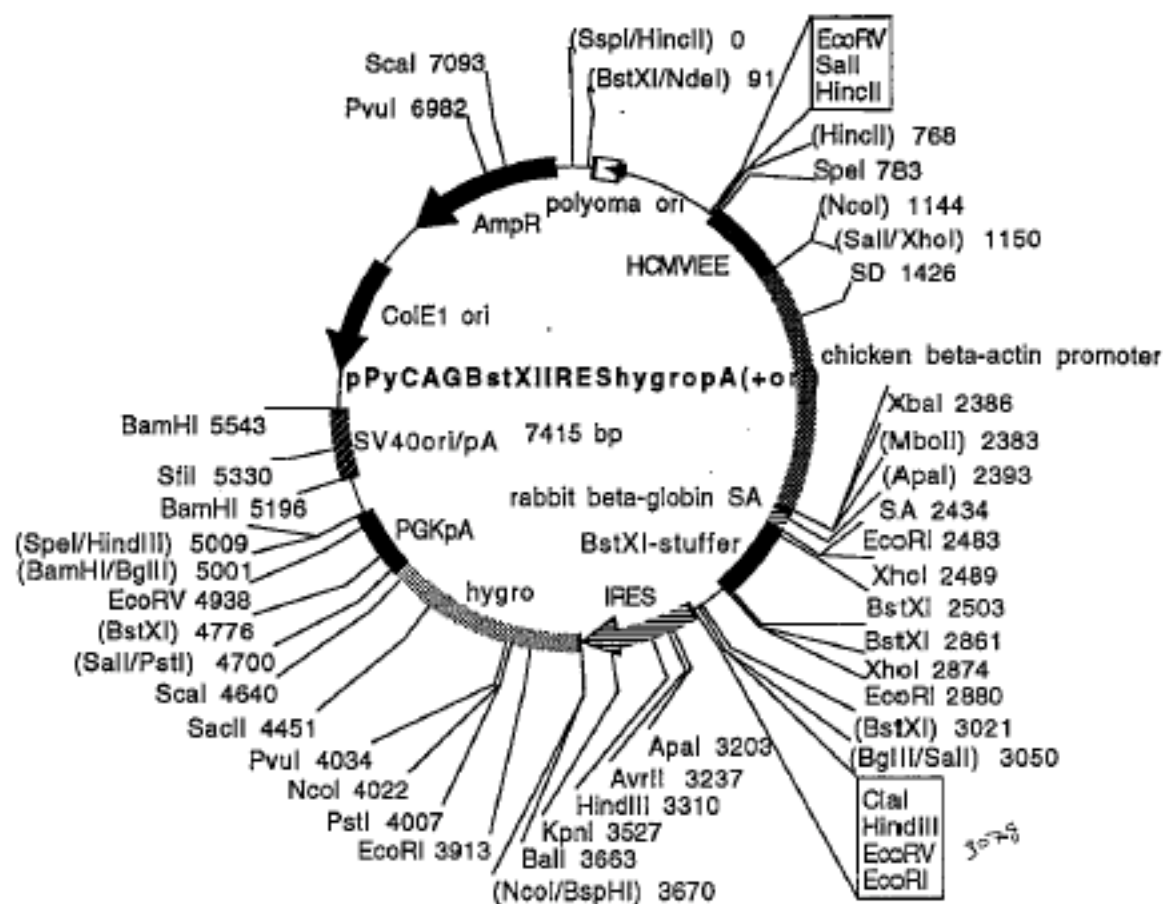 (SspI/HincII) 0
(BstXI/NdeI) 91
EcoRV
SalI
HincII
(HincII) 768
SpeI 783
(NcoI) 1144
(SalI/XhoI) 1150
SD 1426
chicken beta-actin promoter
XbaI 2386
(MboII) 2383
(ApaI) 2393
SA 2434
EcoRI 2483
XhoI 2489
BstXI 2503
BstXI 2861
XhoI 2874
EcoRI 2880
(BstXI) 3021
(BglII/SalI) 3050
ClaI
HindIII
EcoRV
EcoRI
3078
ApaI 3203
AvrII 3237
HindIII 3310
KpnI 3527
BalI 3663
(NcoI/BspHI) 3670
EcoRI 3913
PstI 4007
NcoI 4022
PvuI 4034
SacII 4451
ScaI 4640
(SalI/PstI) 4700
(BstXI) 4776
EcoRV 4938
(BamHI/BglII) 5001
(SpeI/HindIII) 5009
BamHI 5196
SfiI 5330
BamHI 5543
PvuI 6982
ScaI 7093
polyoma ori
AmpR
HCMVIEE
ColE1 ori
pPyCAGBstXIIREShygropA(+ori)
7415 bp
SV40ori/pA
rabbit beta-globin SA
BstXI-stuffer
PGKpA
hygro
IRES